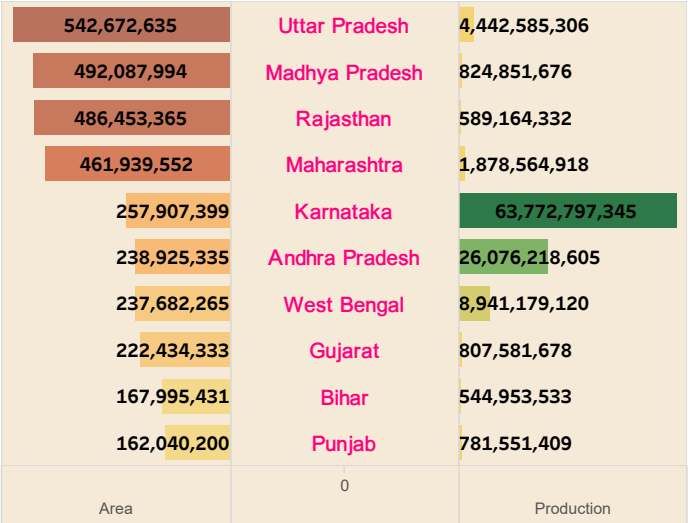 542,672,635 Uttar Pradesh 4,442,585,306
492,087,994 Madhya Pradesh 824,851,676
486,453,365 Rajasthan 589,164,332
461,939,552 Maharashtra 1,878,564,918
257,907,399 Karnataka 63,772,797,345
238,925,335 Andhra Pradesh 26,076,218,605
237,682,265 West Bengal 8,941,179,120
222,434,333 Gujarat 807,581,678
167,995,431 Bihar 544,953,533
162,040,200 Punjab 781,551,409
0
Area Production